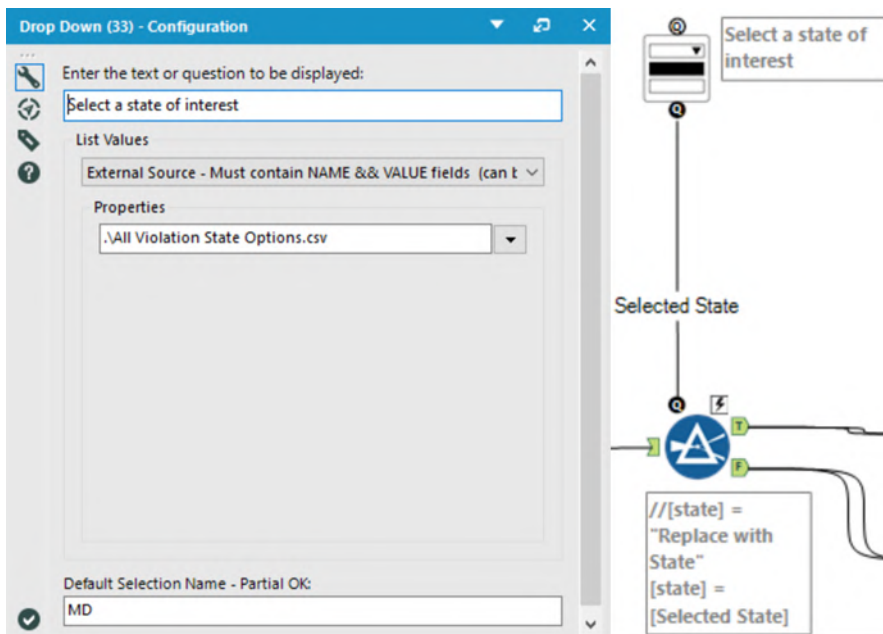 Drop Down (33) - Configuration
Enter the text or question to be displayed:
Select a state of interest
List Values
External Source - Must contain NAME && VALUE fields (can t
Properties
.\All Violation State Options.csv
Default Selection Name - Partial OK:
MD
Q
Select a state of
interest
Q
Selected State
Q
T
F
//[state] =
"Replace with
State"
[state] =
[Selected State]